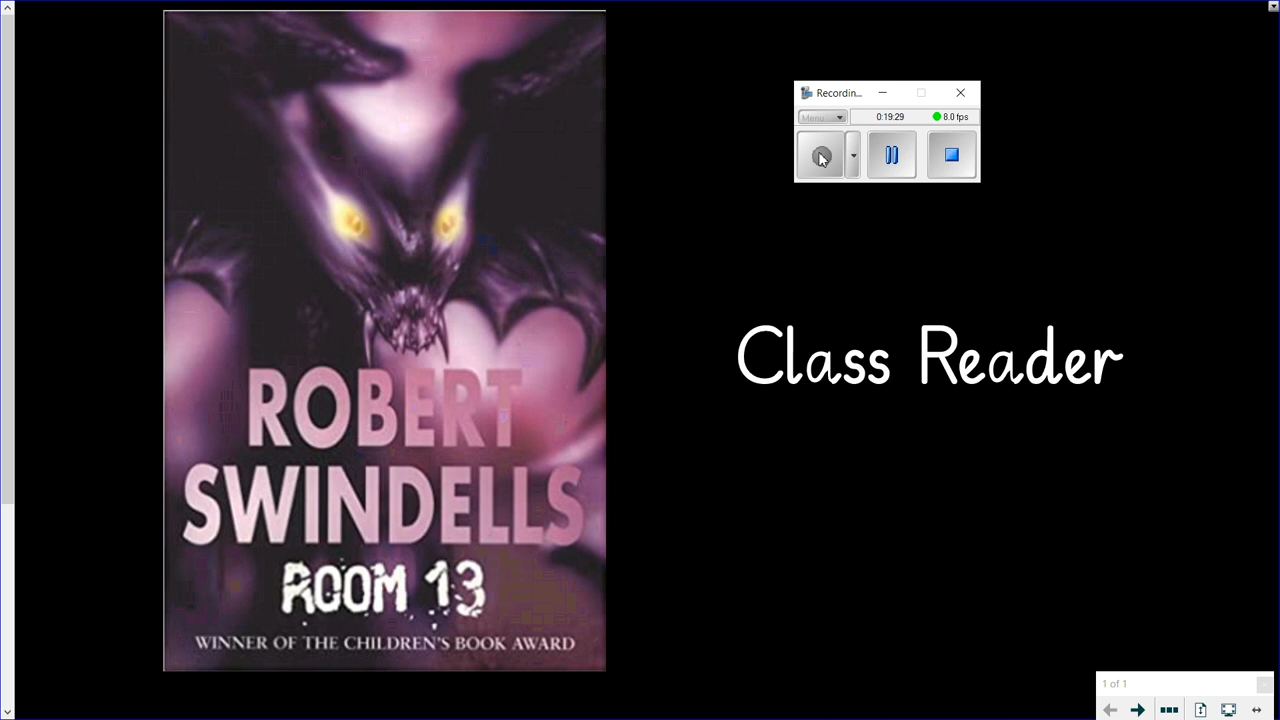 ROBERT
SWINDELLS
ROOM 13
WINNER OF THE CHILDREN'S BOOK AWARD
Recordin...
Menu
0:19:29
8.0 fps
Class Reader
1 of 1